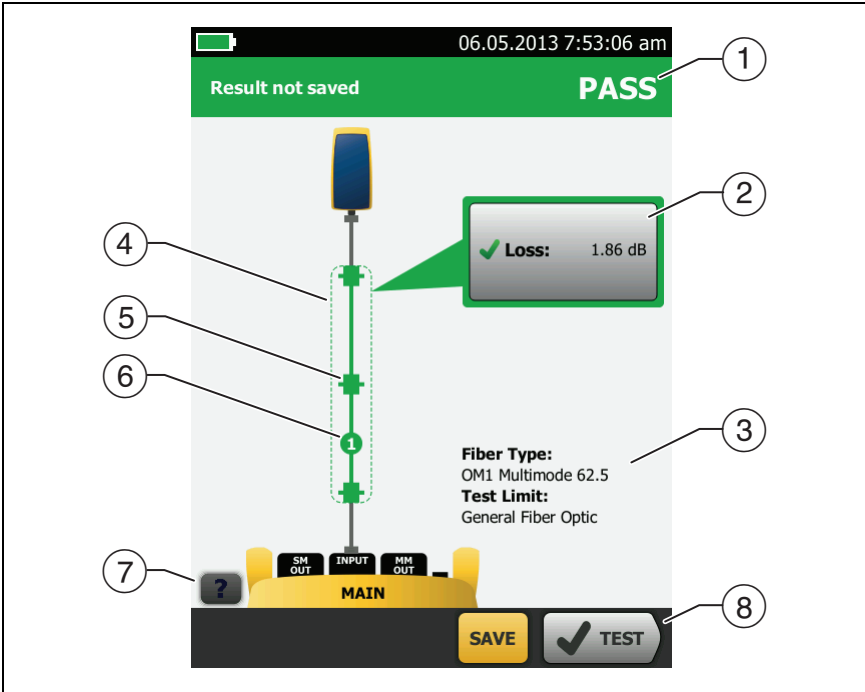 06.05.2013 7:53:06 am
1
Result not saved
PASS
2
Loss: 1.86 dB
4
5
6
1
3
Fiber Type:
OM1 Multimode 62.5
Test Limit:
General Fiber Optic
7
?
SM
OUT
INPUT
MM
OUT
MAIN
8
SAVE
TEST